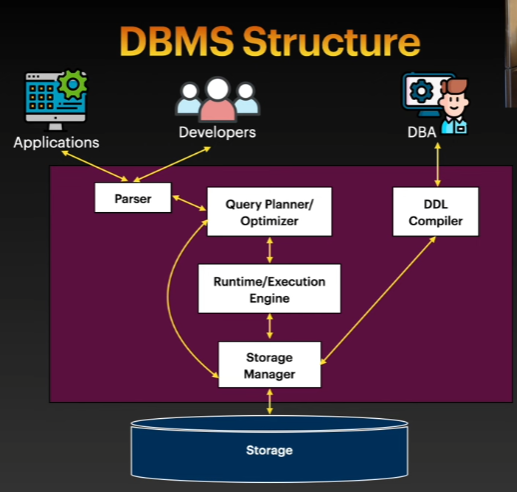 DBMS Structure
Applications
Developers
DBA
Parser
Query Planner/
Optimizer
DDL
Compiler
Runtime/Execution
Engine
Storage
Manager
Storage